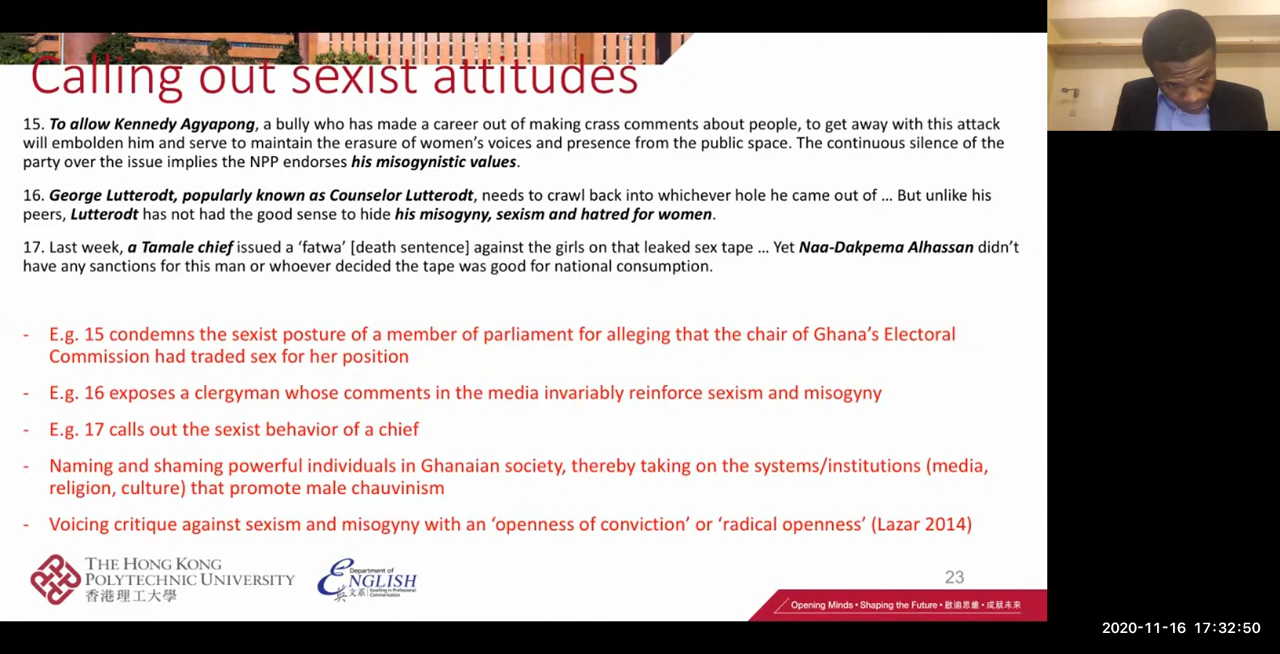 Calling out sexist attitudes
15. To allow Kennedy Agyapong, a bully who has made a career out of making crass comments about people, to get away with this attack
will embolden him and serve to maintain the erasure of women's voices and presence from the public space. The continuous silence of the
party over the issue implies the NPP endorses his misogynistic values.
16. George Lutterodt, popularly known as Counselor Lutterodt, needs to crawl back into whichever hole he came out of … But unlike his
peers, Lutterodt has not had the good sense to hide his misogyny, sexism and hatred for women.
17. Last week, a Tamale chief issued a 'fatwa' [death sentence] against the girls on that leaked sex tape … Yet Naa-Dakpema Alhassan didn't
have any sanctions for this man or whoever decided the tape was good for national consumption.
- E.g. 15 condemns the sexist posture of a member of parliament for alleging that the chair of Ghana's Electoral
Commission had traded sex for her position
- E.g. 16 exposes a clergyman whose comments in the media invariably reinforce sexism and misogyny
- E.g. 17 calls out the sexist behavior of a chief
- Naming and shaming powerful individuals in Ghanaian society, thereby taking on the systems/institutions (media,
religion, culture) that promote male chauvinism
- Voicing critique against sexism and misogyny with an 'openness of conviction' or 'radical openness' (Lazar 2014)
THE HONG KONG
POLYTECHNIC UNIVERSITY
香港理工大學
Department of
ENGLISH
英文系
Excelling in Professional
Communication
23
Opening Minds • Shaping the Future • 啟迪思維 • 成就未來
2020-11-16 17:32:50